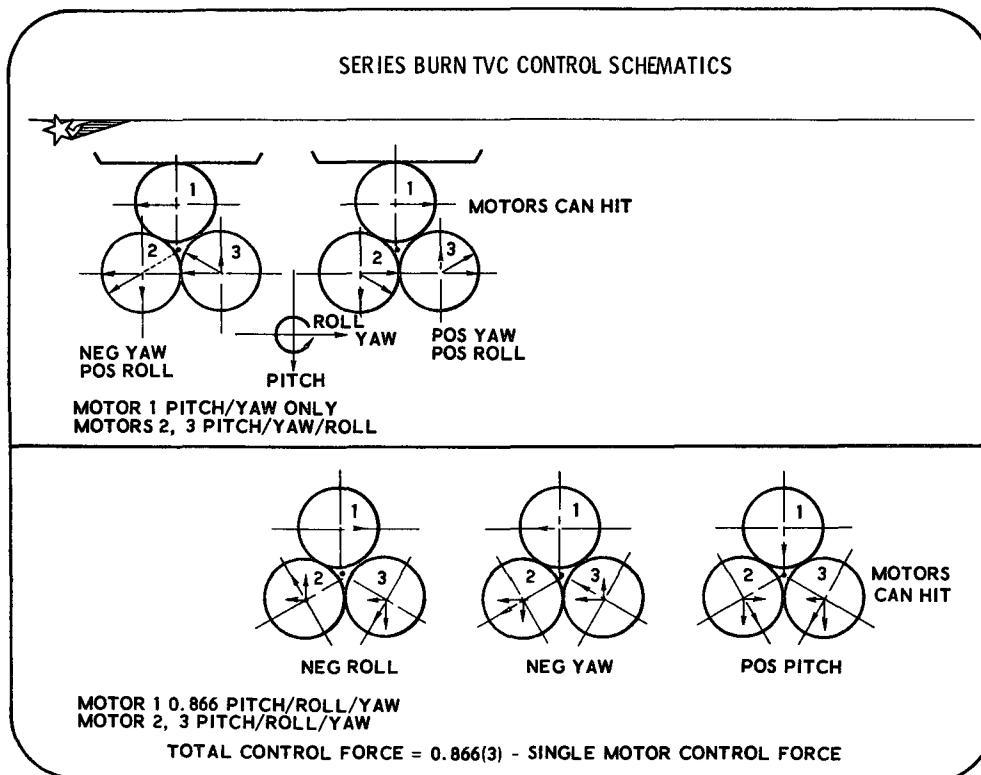 SERIES BURN TVC CONTROL SCHEMATICS
1
2
3
1
2
3
MOTORS CAN HIT
ROLL
YAW
PITCH
NEG YAW
POS ROLL
POS YAW
POS ROLL
MOTOR 1 PITCH/YAW ONLY
MOTORS 2, 3 PITCH/YAW/ROLL
1
2
3
1
2
3
1
2
3
MOTORS
CAN HIT
NEG ROLL
NEG YAW
POS PITCH
MOTOR 1 0.866 PITCH/ROLL/YAW
MOTOR 2, 3 PITCH/ROLL/YAW
TOTAL CONTROL FORCE = 0.866(3) - SINGLE MOTOR CONTROL FORCE